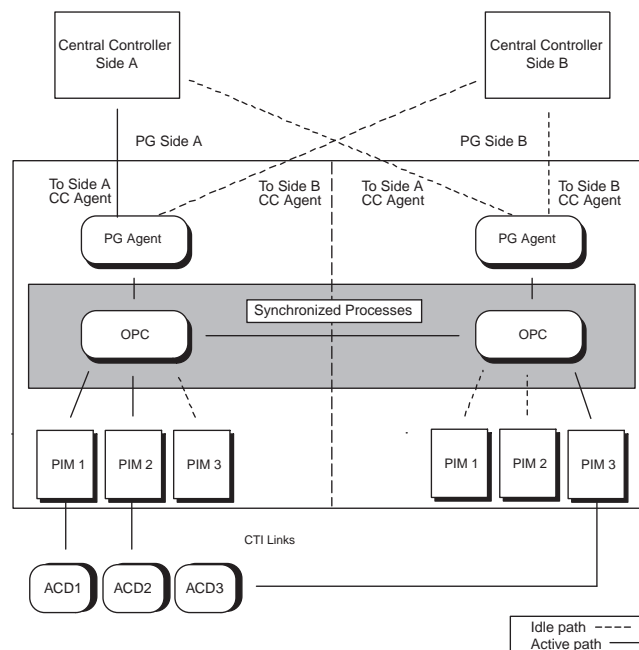 Central Controller
Side A
Central Controller
Side B
PG Side A
PG Side B
To Side A
CC Agent
To Side B
CC Agent
To Side A
CC Agent
To Side B
CC Agent
PG Agent
PG Agent
Synchronized Processes
OPC
OPC
PIM 1
PIM 2
PIM 3
PIM 1
PIM 2
PIM 3
CTI Links
ACD1
ACD2
ACD3
Idle path
Active path